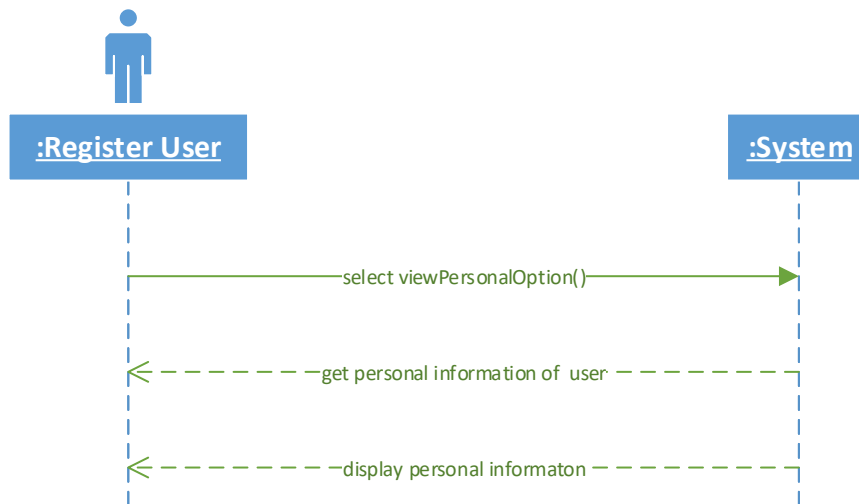 :Register User
:System
select viewPersonalOption()
get personal information of user
display personal informaton